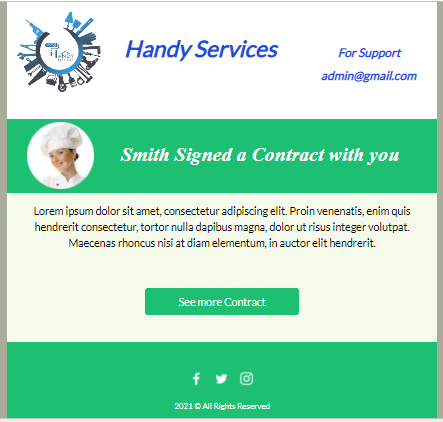 Handy Services
For Support
admin@gmail.com
Smith Signed a Contract with you
Lorem ipsum dolor sit amet, consectetur adipiscing elit. Proin venenatis, enim quis
hendrerit consectetur, tortor nulla dapibus magna, dolor ut risus integer volutpat.
Maecenas rhoncus nisi at diam elementum, in auctor elit hendrerit.
See more Contract
2021 © All Rights Reserved